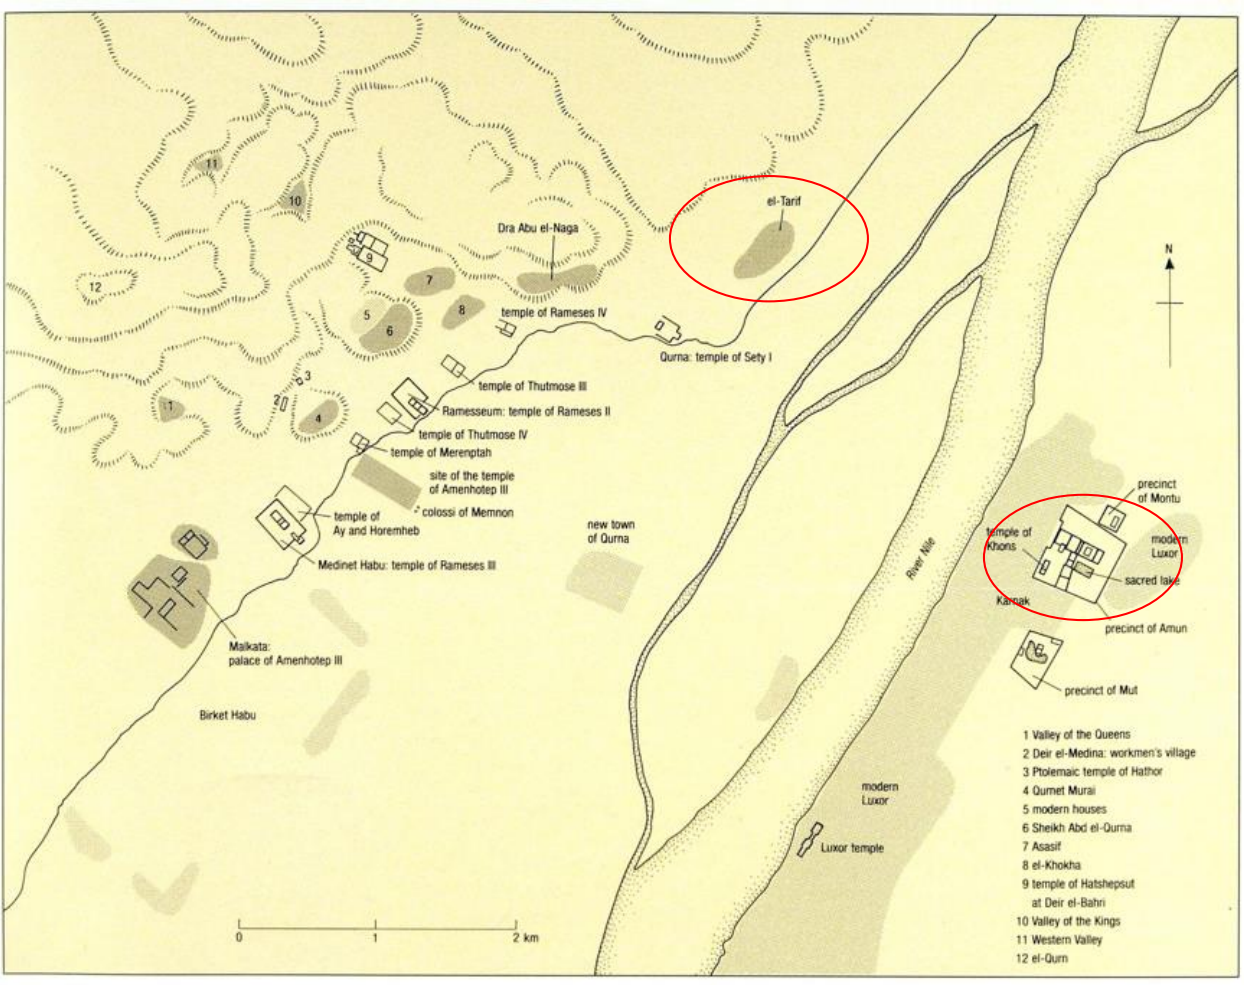 11
10
el-Tarif
Dra Abu el-Naga
N
9
12
7
5
8
6
temple of Rameses IV
Qurna: temple of Sety I
3
2
temple of Thutmose III
1
4
Ramesseum: temple of Rameses II
temple of Thutmose IV
temple of Merenptah
site of the temple
of Amenhotep III
colossi of Memnon
precinct
of Montu
temple of
Ay and Horemheb
new town
of Qurna
River Nile
temple of
Khons
modern
Luxor
Medinet Habu: temple of Rameses III
sacred lake
Karnak
precinct of Amun
Malkata:
palace of Amenhotep III
precinct of Mut
Birket Habu
modern
Luxor
Luxor temple
1 Valley of the Queens
2 Deir el-Medina: workmen's village
3 Ptolemaic temple of Hathor
4 Qurnet Murai
5 modern houses
6 Sheikh Abd el-Qurna
7 Asasif
8 el-Khokha
9 temple of Hatshepsut
at Deir el-Bahri
10 Valley of the Kings
11 Western Valley
12 el-Qurn
0 1 2 km